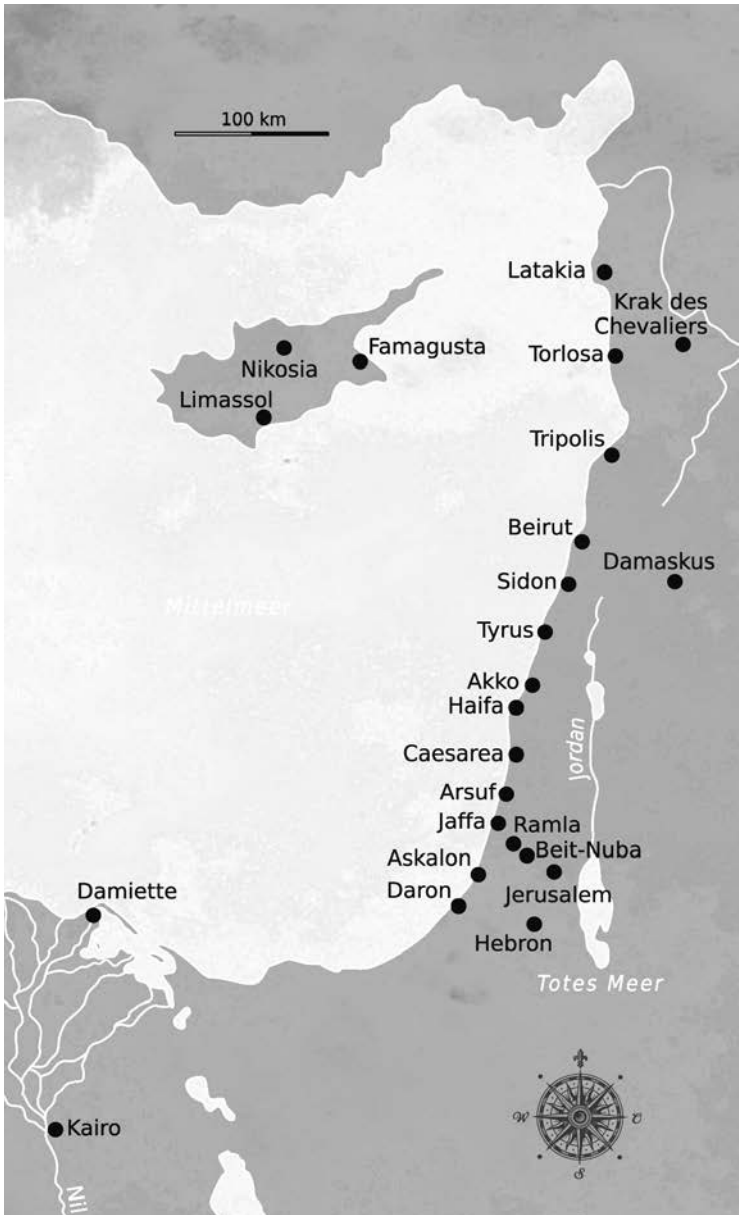 100 km
Latakia
Krak des
Chevaliers
Famagusta
Nikosia
Torlosa
Limassol
Tripolis
Beirut
Damaskus
Sidon
Mittelmeer
Tyrus
Akko
Haifa
Jordan
Caesarea
Arsuf
Jaffa
Ramla
Beit-Nuba
Askalon
Damiette
Daron
Jerusalem
Hebron
Totes Meer
W
O
S
Kairo
Nil